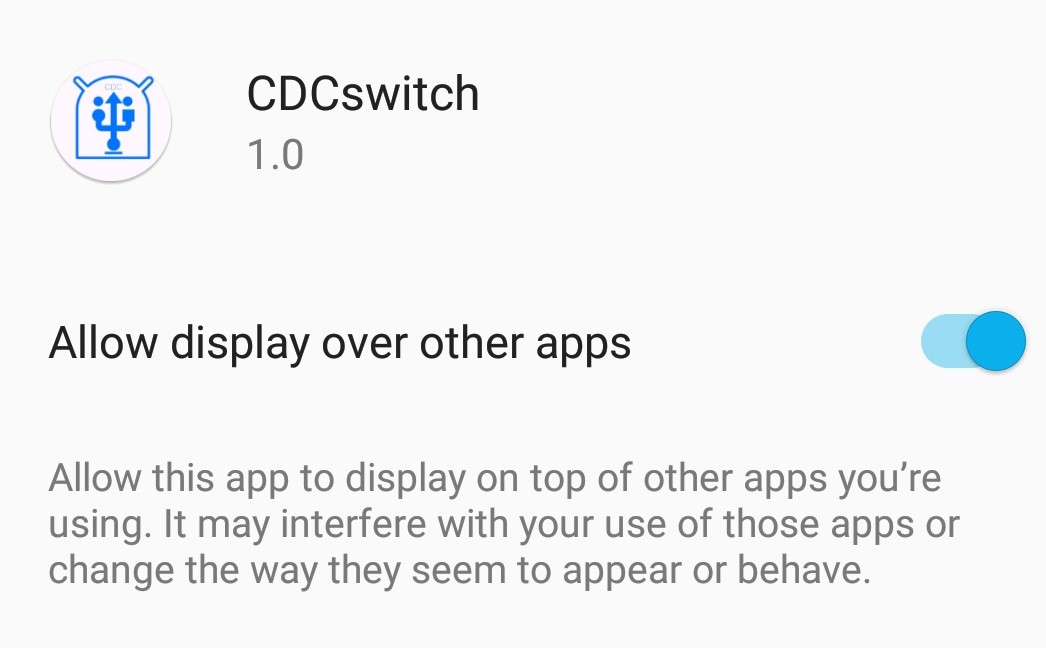 CDC
CDCswitch
1.0
Allow display over other apps
Allow this app to display on top of other apps you’re
using. It may interfere with your use of those apps or
change the way they seem to appear or behave.